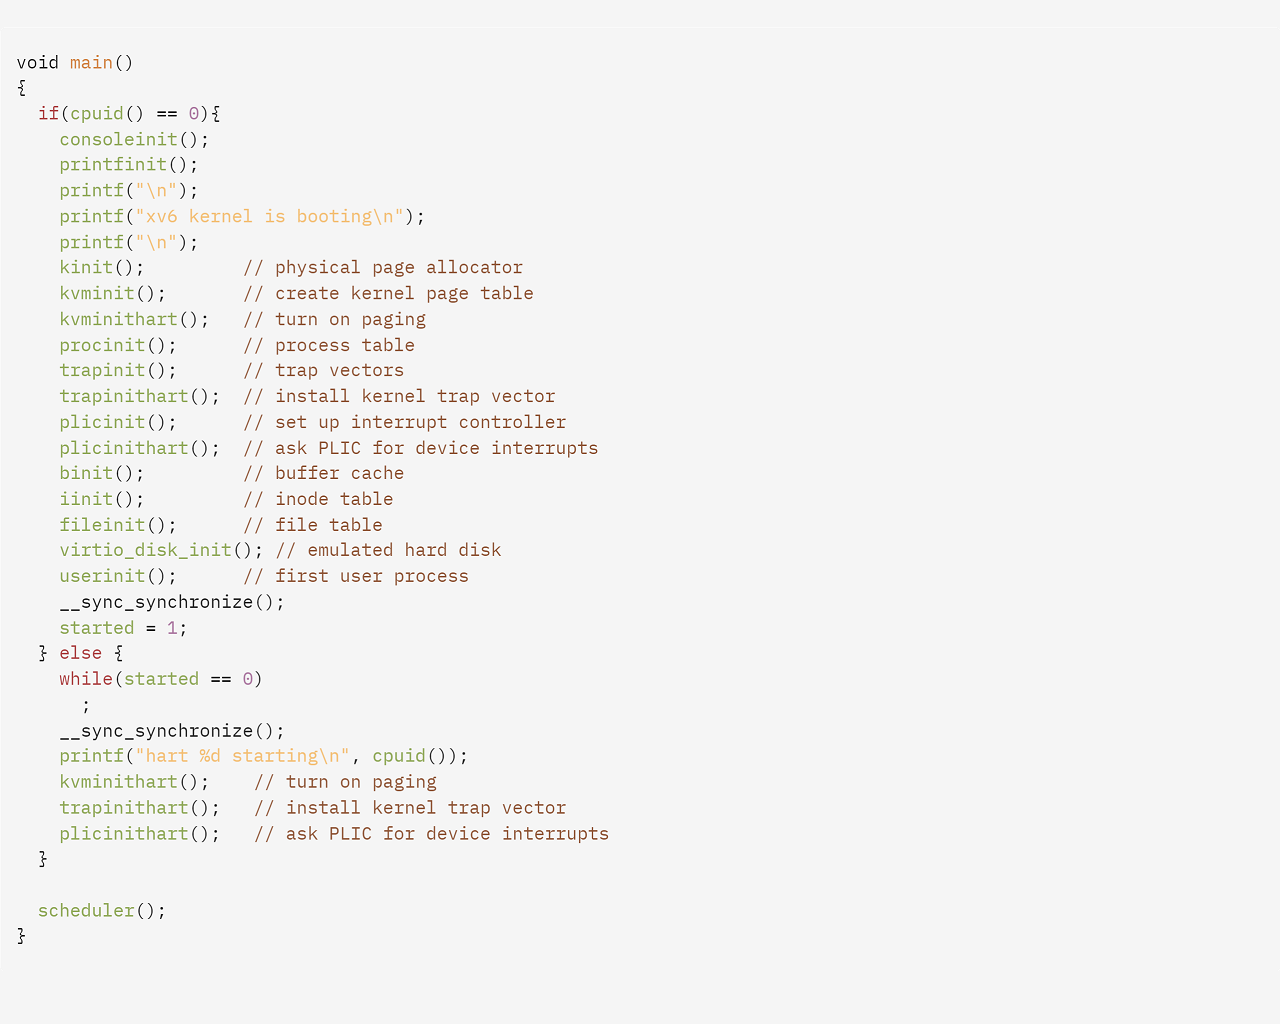 void main()
{
  if(cpuid() == 0){
    consoleinit();
    printfinit();
    printf("\n");
    printf("xv6 kernel is booting\n");
    printf("\n");
    kinit();         // physical page allocator
    kvminit();       // create kernel page table
    kvminithart();   // turn on paging
    procinit();      // process table
    trapinit();      // trap vectors
    trapinithart();  // install kernel trap vector
    plicinit();      // set up interrupt controller
    plicinithart();  // ask PLIC for device interrupts
    binit();         // buffer cache
    iinit();         // inode table
    fileinit();      // file table
    virtio_disk_init(); // emulated hard disk
    userinit();      // first user process
    __sync_synchronize();
    started = 1;
  } else {
    while(started == 0)
      ;
    __sync_synchronize();
    printf("hart %d starting\n", cpuid());
    kvminithart();    // turn on paging
    trapinithart();   // install kernel trap vector
    plicinithart();   // ask PLIC for device interrupts
  }

  scheduler();
}